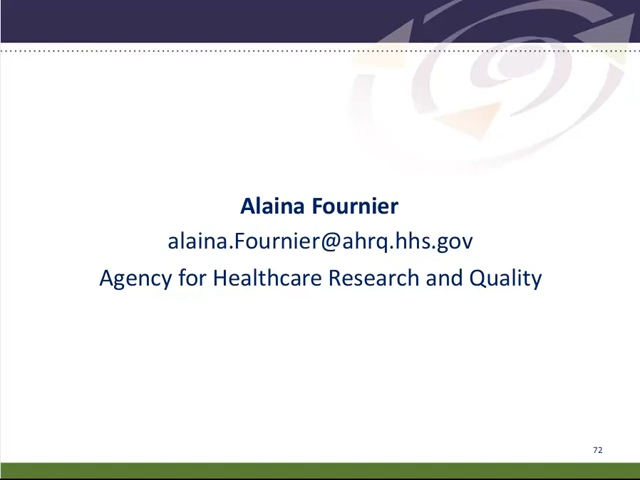 Alaina Fournier
alaina.Fournier@ahrq.hhs.gov
Agency for Healthcare Research and Quality
72